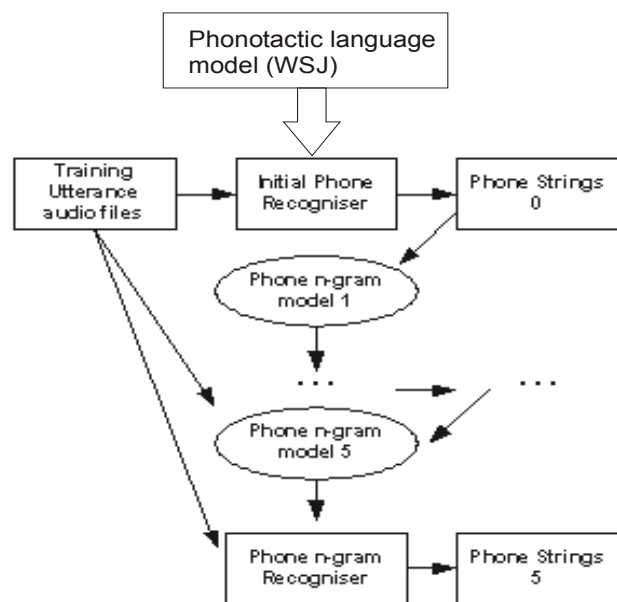 Phonotactic language
model (WSJ)
Training
Utterance
audio files
Initial Phone
Recogniser
Phone Strings
0
Phone n-gram
model 1
...
...
Phone n-gram
model 5
Phone n-gram
Recogniser
Phone Strings
5